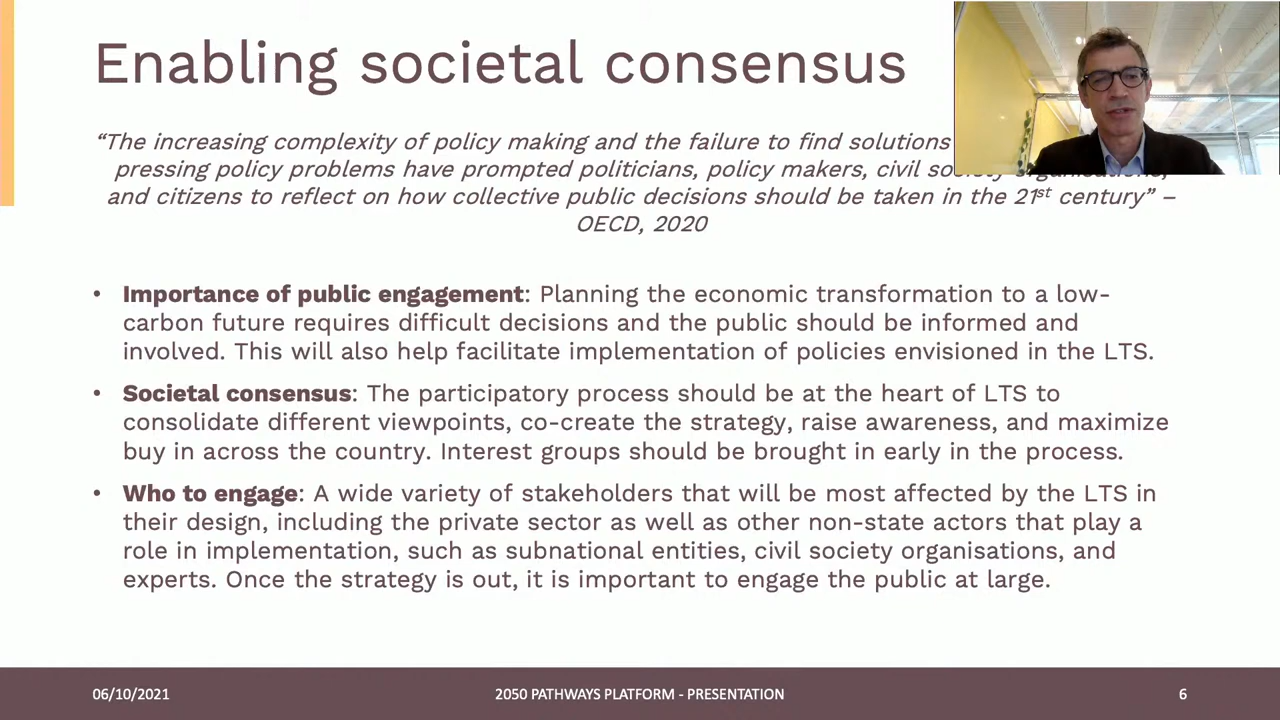 Enabling societal consensus
“The increasing complexity of policy making and the failure to find solutions
pressing policy problems have prompted politicians, policy makers, civil society organisations,
and citizens to reflect on how collective public decisions should be taken in the 21st century” –
OECD, 2020
• Importance of public engagement: Planning the economic transformation to a low-
carbon future requires difficult decisions and the public should be informed and
involved. This will also help facilitate implementation of policies envisioned in the LTS.
• Societal consensus: The participatory process should be at the heart of LTS to
consolidate different viewpoints, co-create the strategy, raise awareness, and maximize
buy in across the country. Interest groups should be brought in early in the process.
• Who to engage: A wide variety of stakeholders that will be most affected by the LTS in
their design, including the private sector as well as other non-state actors that play a
role in implementation, such as subnational entities, civil society organisations, and
experts. Once the strategy is out, it is important to engage the public at large.
06/10/2021
2050 PATHWAYS PLATFORM - PRESENTATION
6